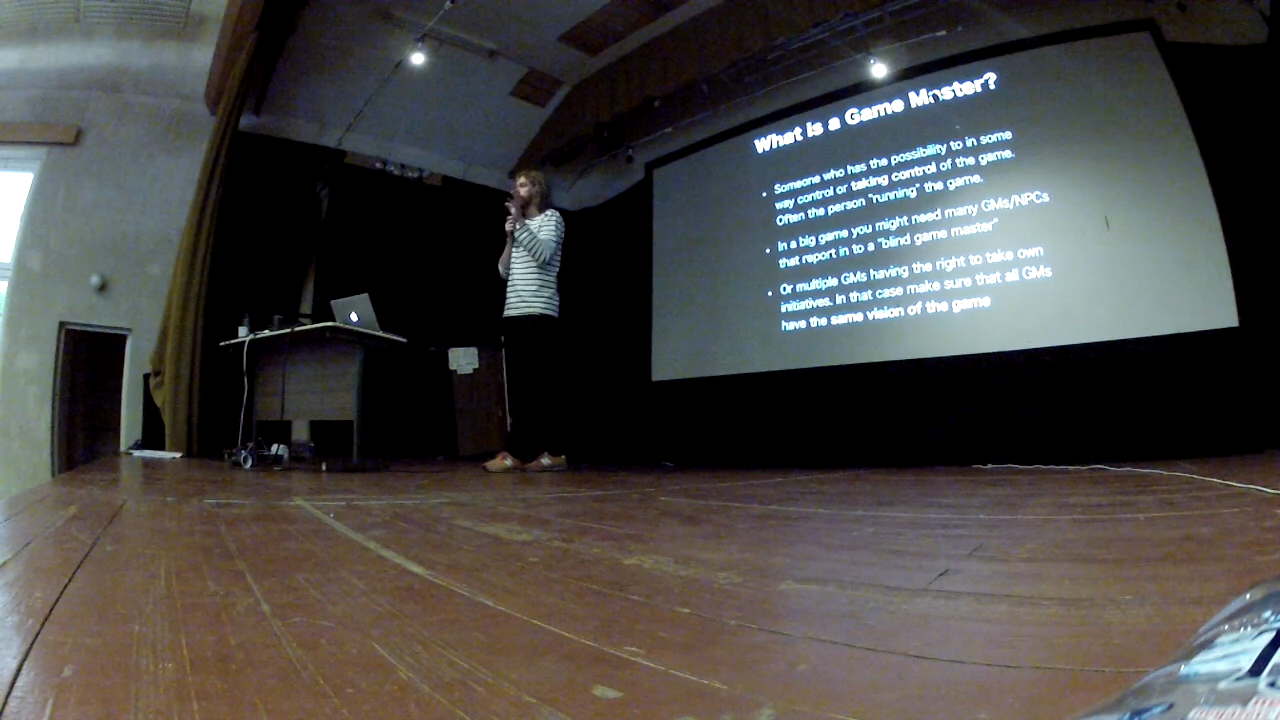 What is a Game Master?
• Someone who has the possibility to in some
way control or taking control of the game.
Often the person "running" the game.
• In a big game you might need many GMs/NPCs
that report in to a "blind game master"
• Or multiple GMs having the right to take own
initiatives. In that case make sure that all GMs
have the same vision of the game